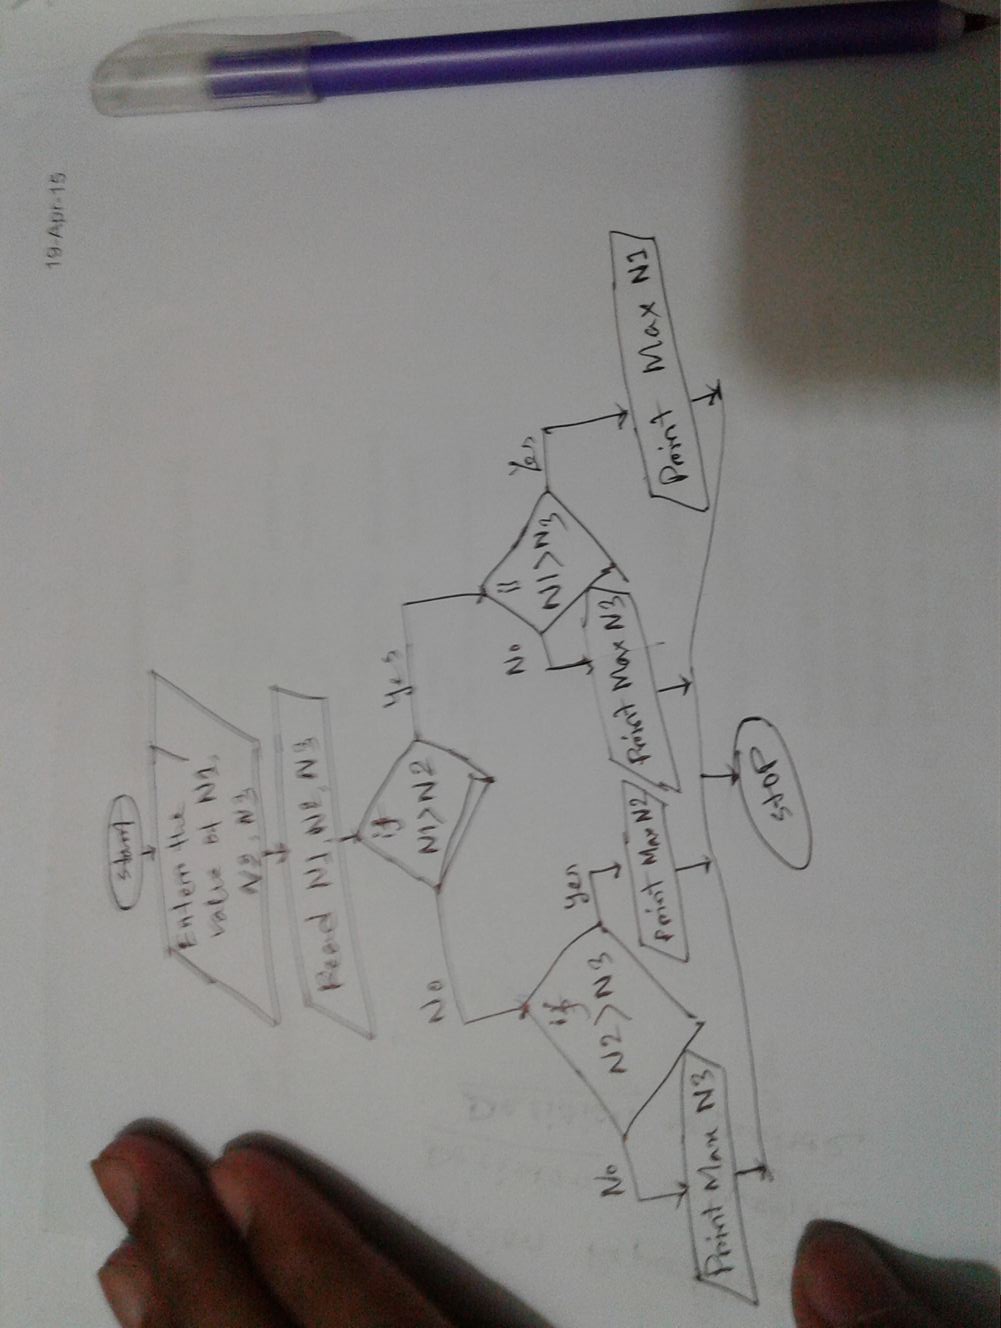 19-Apr-15
start
Enter the
value of N1,
N2, N3
Read N1, N2, N3
if
N1>N2
Yes
No
if
N1>N3
No
Yes
if
N2>N3
No
yes
Print Max N3
Print Max N2
Print Max N3
Print Max N1
STOP